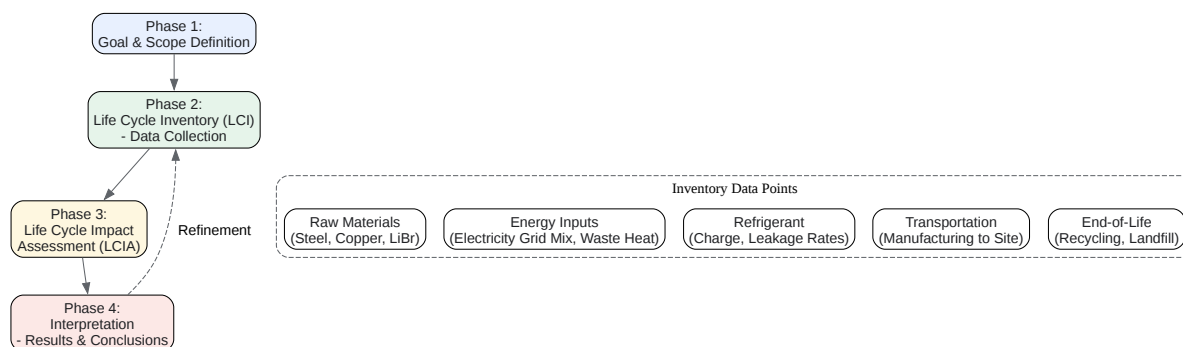 Phase 1:
Goal & Scope Definition
Phase 2:
Life Cycle Inventory (LCI)
- Data Collection
Phase 3:
Life Cycle Impact
Assessment (LCIA)
Refinement
Phase 4:
Interpretation
- Results & Conclusions
Inventory Data Points
Raw Materials
(Steel, Copper, LiBr)
Energy Inputs
(Electricity Grid Mix, Waste Heat)
Refrigerant
(Charge, Leakage Rates)
Transportation
(Manufacturing to Site)
End-of-Life
(Recycling, Landfill)